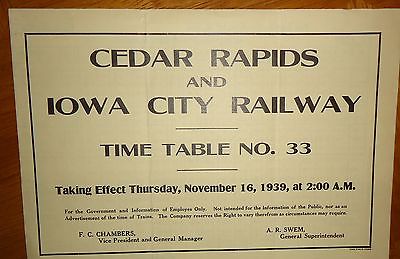 CEDAR RAPIDS
AND
IOWA CITY RAILWAY
TIME TABLE NO. 33
Taking Effect Thursday, November 16, 1939, at 2:00 A.M.
For the Government and Information of Employes Only. Not intended for the Information of the Public, nor as an
Advertisement of the time of Trains. The Company reserves the Right to vary therefrom as circumstances may require.
F. C. CHAMBERS,
Vice President and General Manager
A. R. SWEM,
General Superintendent